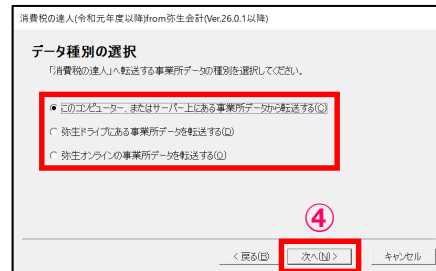 消費税の達人(令和元年度以降)from弥生会計(Ver.26.0.1以降)
データ種別の選択
「消費税の達人」へ転送する事業所データの種別を選択してください。
このコンピューター、またはサーバー上にある事業所データから転送する(C)
弥生ドライブにある事業所データを転送する(D)
弥生オンラインの事業所データを転送する(O)
④
< 戻る(B) 次へ(N) > キャンセル